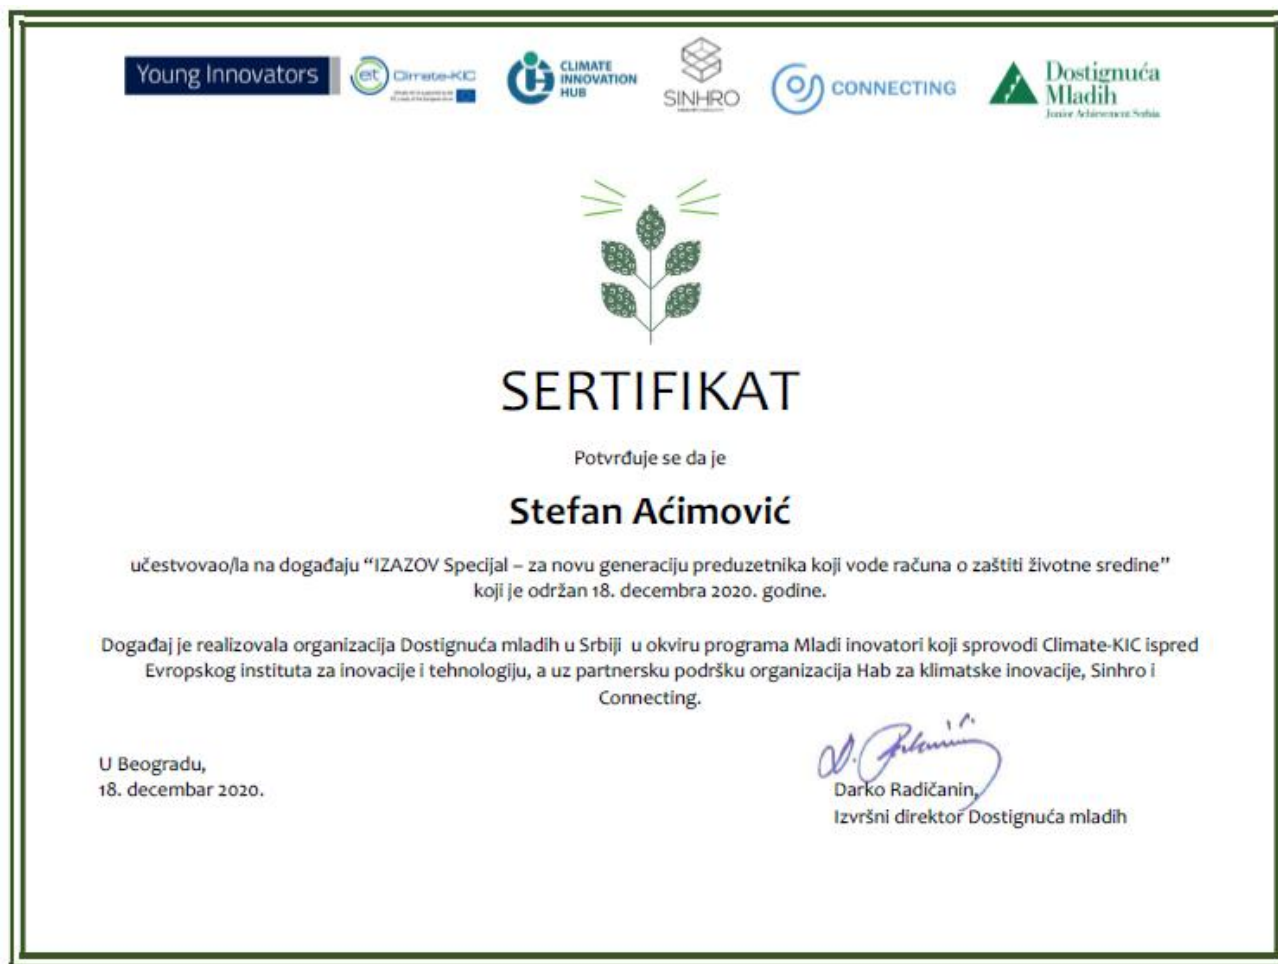 Young Innovators
Climate-KIC
CLIMATE
INNOVATION
HUB
SINHRO
CONNECTING
Dostignuća
Mladih
Junior Achievement Serbia
SERTIFIKAT
Potvrđuje se da je
Stefan Aćimović
učestvovao/la na događaju “IZAZOV Specijal – za novu generaciju preduzetnika koji vode računa o zaštiti životne sredine”
koji je održan 18. decembra 2020. godine.
Događaj je realizovala organizacija Dostignuća mladih u Srbiji u okviru programa Mladi inovatori koji sprovodi Climate-KIC ispred
Evropskog instituta za inovacije i tehnologiju, a uz partnersku podršku organizacija Hab za klimatske inovacije, Sinhro i
Connecting.
U Beogradu,
18. decembar 2020.
Darko Radičanin,
Izvršni direktor Dostignuća mladih